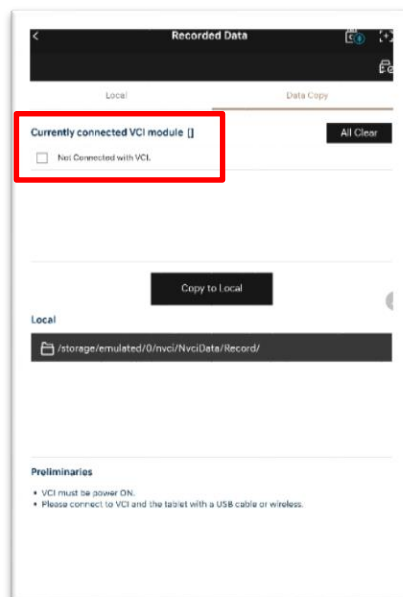 Recorded Data
Local
Data Copy
Currently connected VCI module []
All Clear
Not Connected with VCI.
Copy to Local
Local
/storage/emulated/0/nvci/NvciData/Record/
Preliminaries
• VCI must be power ON.
• Please connect to VCI and the tablet with a USB cable or wireless.